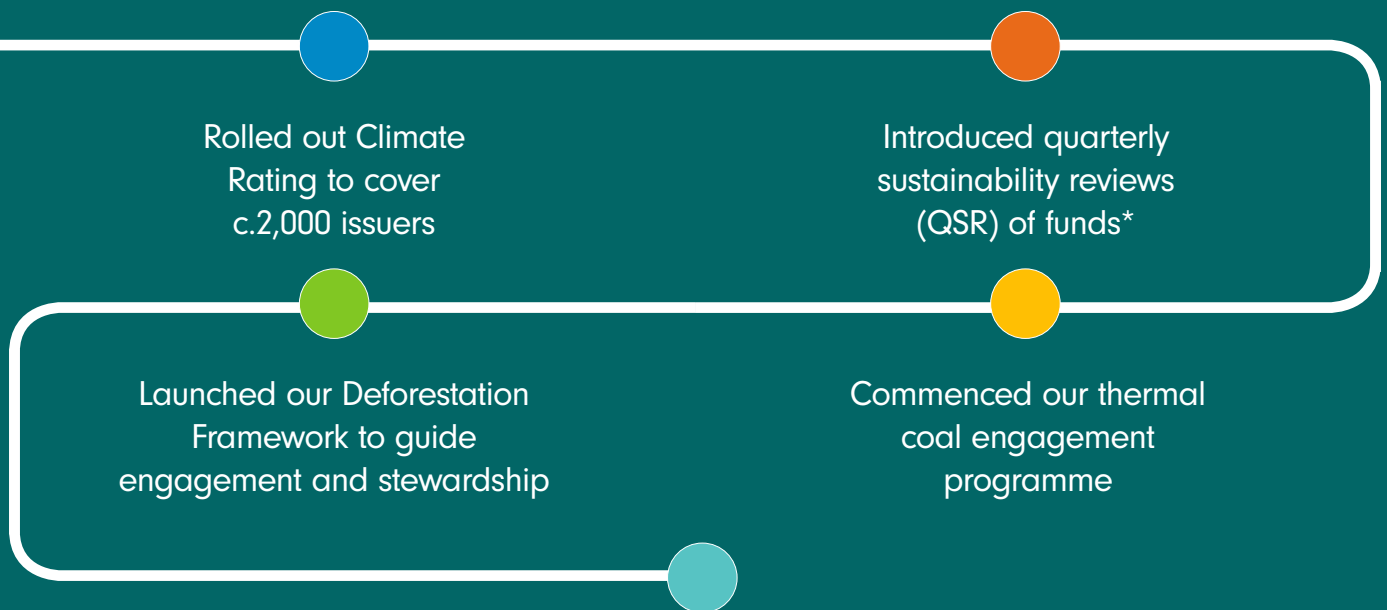 Rolled out Climate
Rating to cover
c.2,000 issuers
Introduced quarterly
sustainability reviews
(QSR) of funds*
Commenced our thermal
coal engagement
programme
Launched our Deforestation
Framework to guide
engagement and stewardship